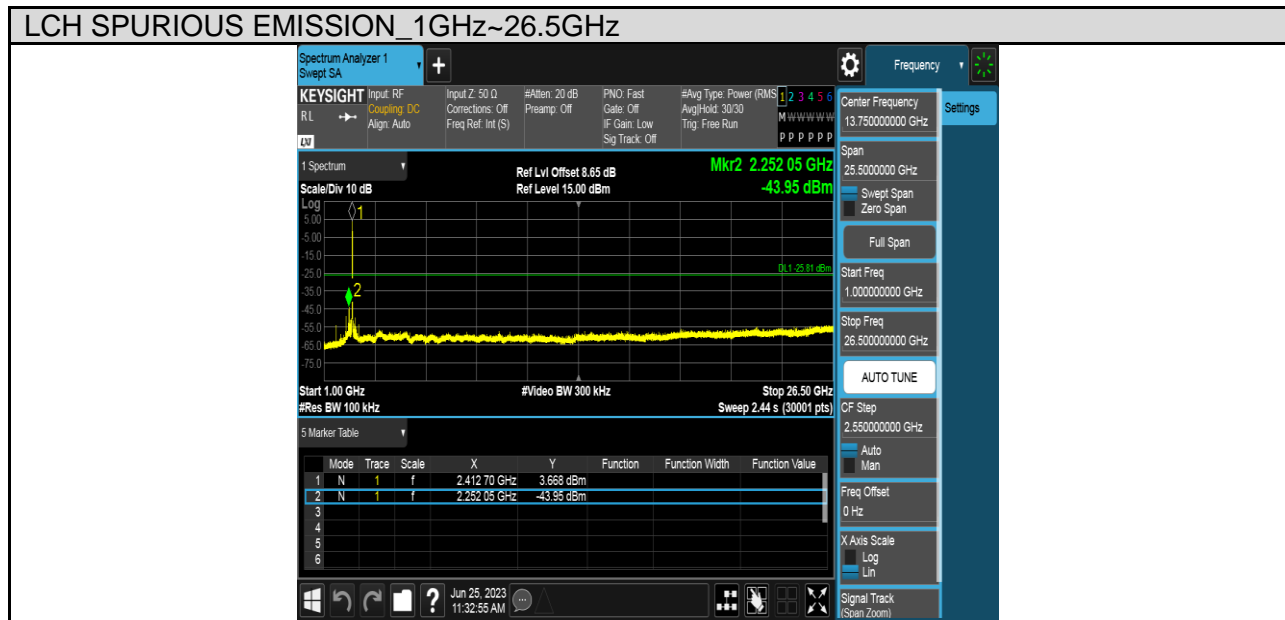 LCH SPURIOUS EMISSION_1GHz~26.5GHz
Spectrum Analyzer 1
Swept SA
+
Frequency
KEYSIGHT
RL
LXI
Input: RF
Coupling: DC
Align: Auto
Input Z: 50 Ω
Corrections: Off
Freq Ref: Int (S)
#Atten: 20 dB
Preamp: Off
PNO: Fast
Gate: Off
IF Gain: Low
Sig Track: Off
#Avg Type: Power (RMS
Avg|Hold: 30/30
Trig: Free Run
1 2 3 4 5 6
M W W W W W
P P P P P P
1 Spectrum
Scale/Div 10 dB
Ref Lvl Offset 8.65 dB
Ref Level 15.00 dBm
Mkr2 2.252 05 GHz
-43.95 dBm
Log
5.00
-5.00
-15.0
-25.0
-35.0
-45.0
-55.0
-65.0
-75.0
1
2
DL1 -25.81 dBm
Start 1.00 GHz
#Res BW 100 kHz
#Video BW 300 kHz
Stop 26.50 GHz
Sweep 2.44 s (30001 pts)
5 Marker Table
Mode Trace Scale X Y Function Function Width Function Value
1 N 1 f 2.412 70 GHz 3.668 dBm
2 N 1 f 2.252 05 GHz -43.95 dBm
3
4
5
6
?
Jun 25, 2023
11:32:55 AM
Center Frequency
13.750000000 GHz
Settings
Span
25.5000000 GHz
Swept Span
Zero Span
Full Span
Start Freq
1.000000000 GHz
Stop Freq
26.500000000 GHz
AUTO TUNE
CF Step
2.550000000 GHz
Auto
Man
Freq Offset
0 Hz
X Axis Scale
Log
Lin
Signal Track
(Span Zoom)